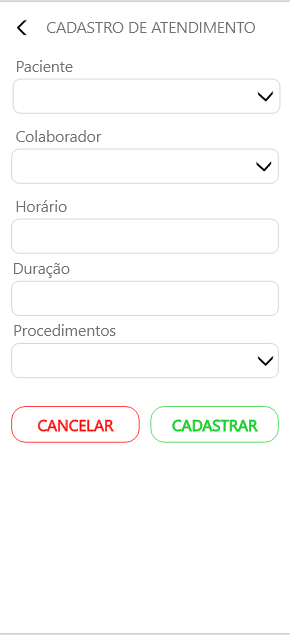 CADASTRO DE ATENDIMENTO
Paciente
Colaborador
Horário
Duração
Procedimentos
CANCELAR CADASTRAR